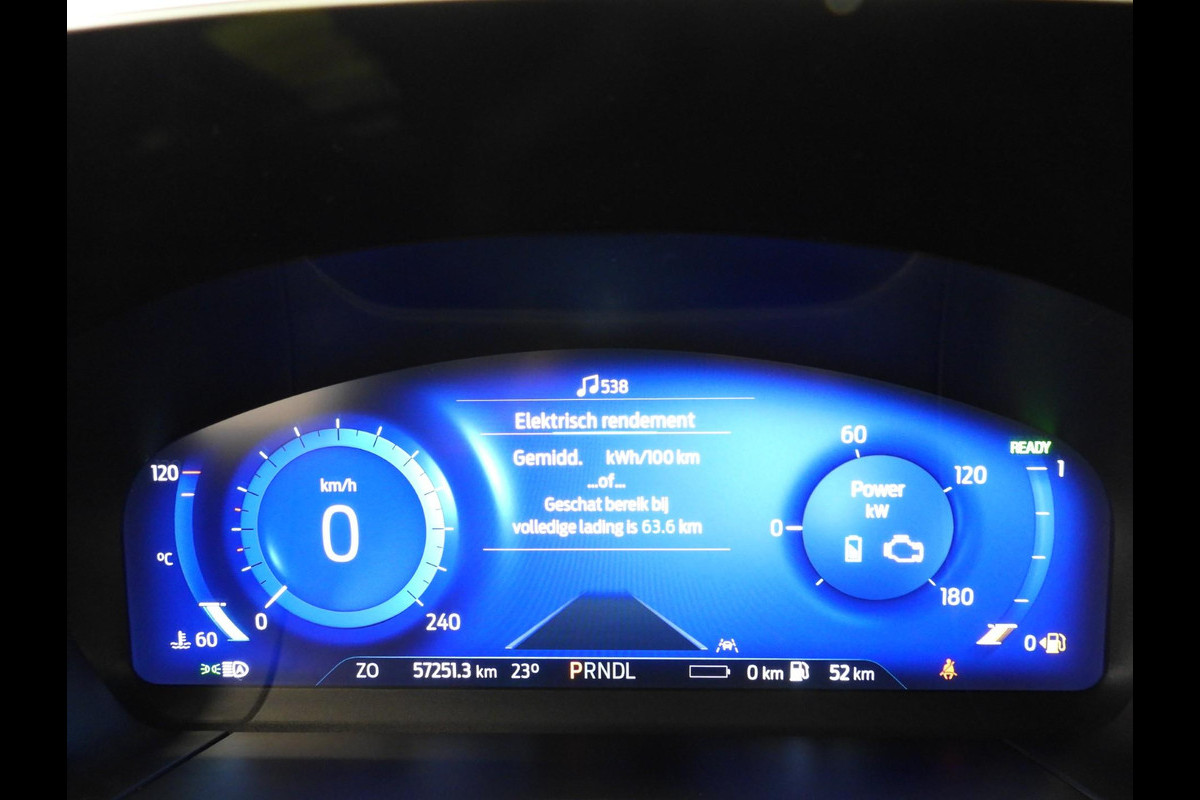 538
Elektrisch rendement
Gemidd. kWh/100 km
...of...
Geschat bereik bij
volledige lading is 63.6 km
120
°C
60
km/h
0
0
240
60
0
120
180
Power
kW
READY
1
0
ZO 57251.3 km 23° PRNDL 0 km 52 km
A